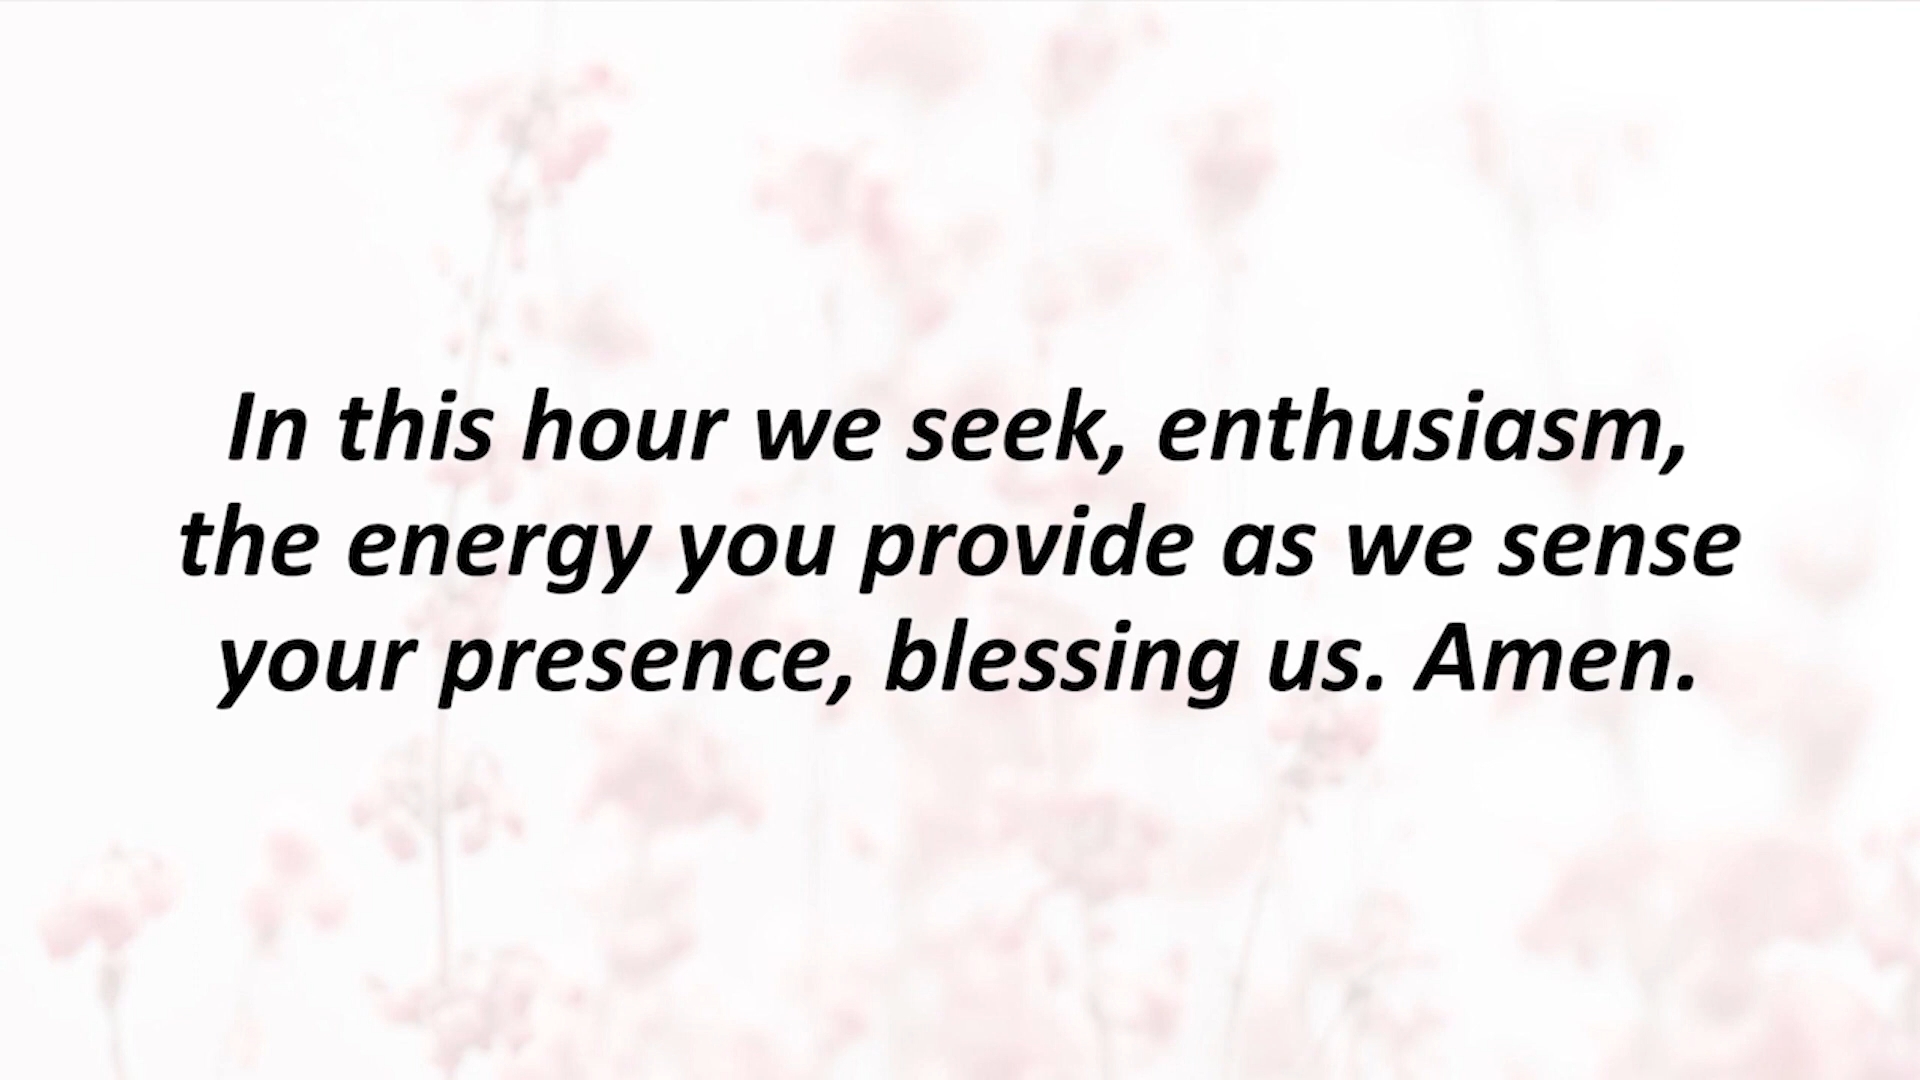 In this hour we seek, enthusiasm,
the energy you provide as we sense
your presence, blessing us. Amen.